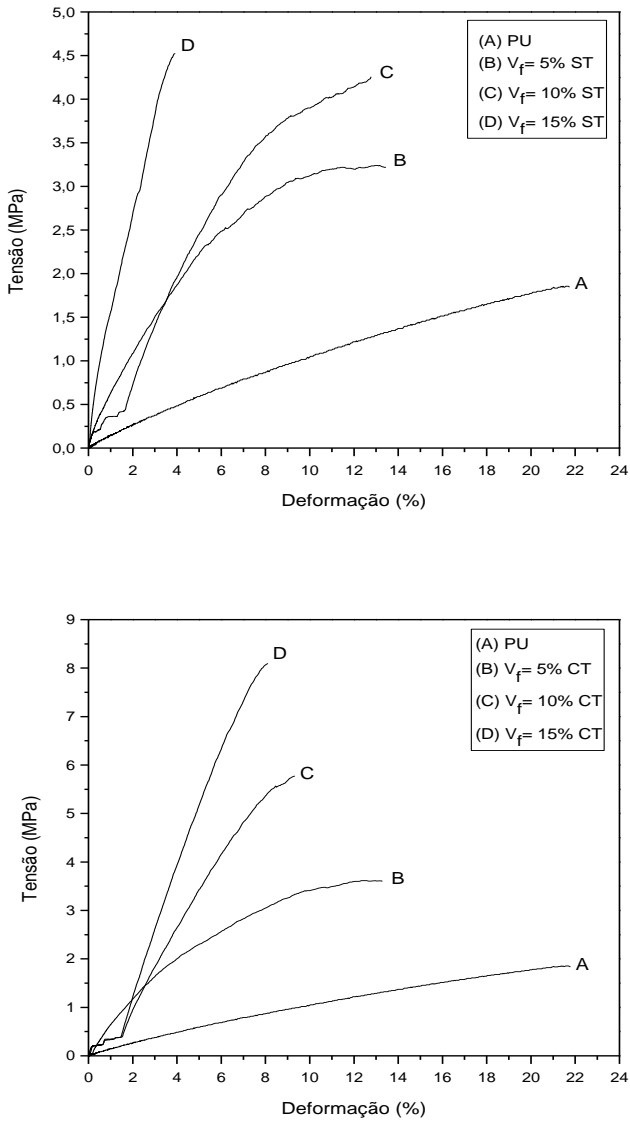 5,0
4,5
4,0
3,5
3,0
2,5
2,0
1,5
1,0
0,5
0,0
Tensão (MPa)
D
C
B
A
(A) PU
(B) Vf= 5% ST
(C) Vf= 10% ST
(D) Vf= 15% ST
0 2 4 6 8 10 12 14 16 18 20 22 24
Deformação (%)
9
8
7
6
5
4
3
2
1
0
Tensão (MPa)
D
C
B
A
(A) PU
(B) Vf= 5% CT
(C) Vf= 10% CT
(D) Vf= 15% CT
0 2 4 6 8 10 12 14 16 18 20 22 24
Deformação (%)